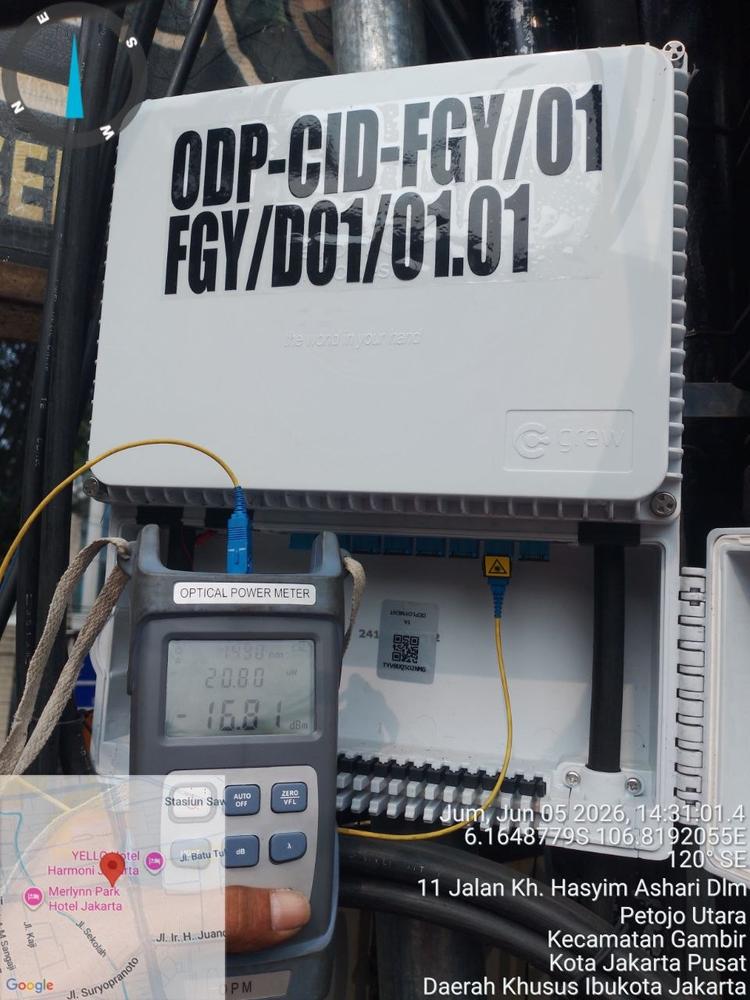 E
S
N
W
ODP-CID-FGY/01
FGY/D01/01.01
the world in your hand
grew
OPTICAL POWER METER
1490 nm
20.80 uW
-16.81 dBm
DEPLOYMENT
TYV8UQSO2NMG
AUTO OFF
ZERO VFL
dB
λ
OPM
Stasiun Saw
YELLO Hotel
Harmoni
Jl. Batu Tul
Merlynn Park
Hotel Jakarta
Jl. Kaji
Jl. Sekolah
Jl. Ir. H. Juand
Jl. Suryopranoto
Google
Jum, Jun 05 2026, 14:31:01.4
6.1648779S 106.8192055E
120° SE
11 Jalan Kh. Hasyim Ashari Dlm
Petojo Utara
Kecamatan Gambir
Kota Jakarta Pusat
Daerah Khusus Ibukota Jakarta